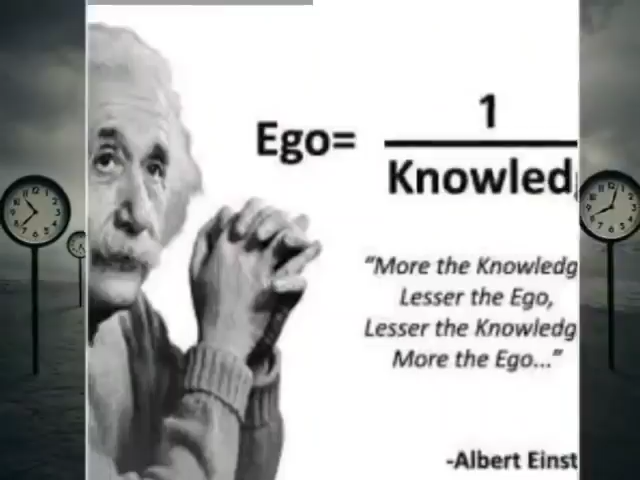 Ego=
1
Knowled
“More the Knowledg
Lesser the Ego,
Lesser the Knowledg
More the Ego...”
-Albert Einst